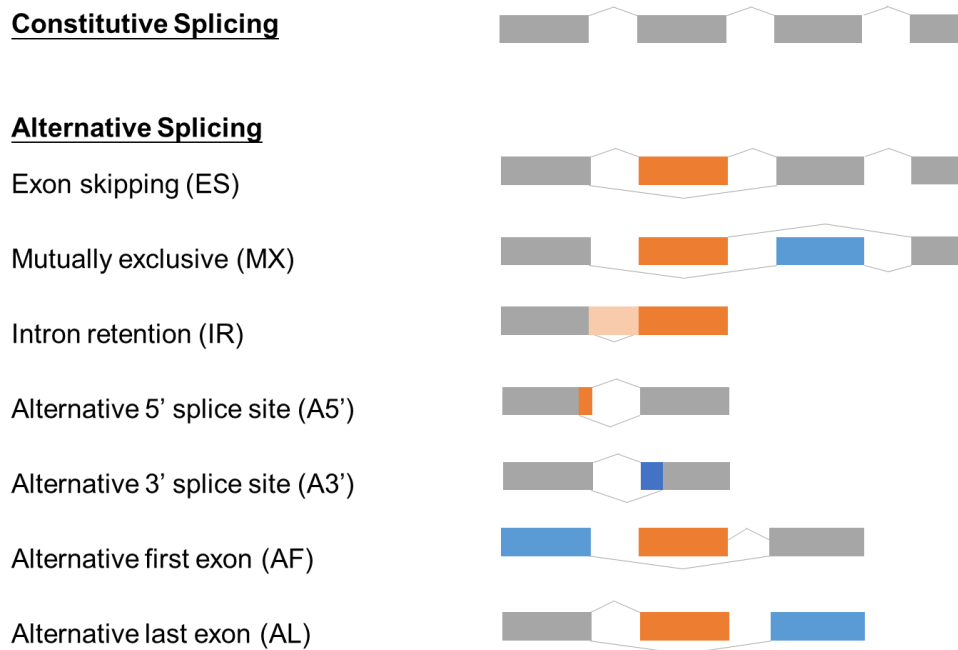 Constitutive Splicing
Alternative Splicing
Exon skipping (ES)
Mutually exclusive (MX)
Intron retention (IR)
Alternative 5’ splice site (A5’)
Alternative 3’ splice site (A3’)
Alternative first exon (AF)
Alternative last exon (AL)